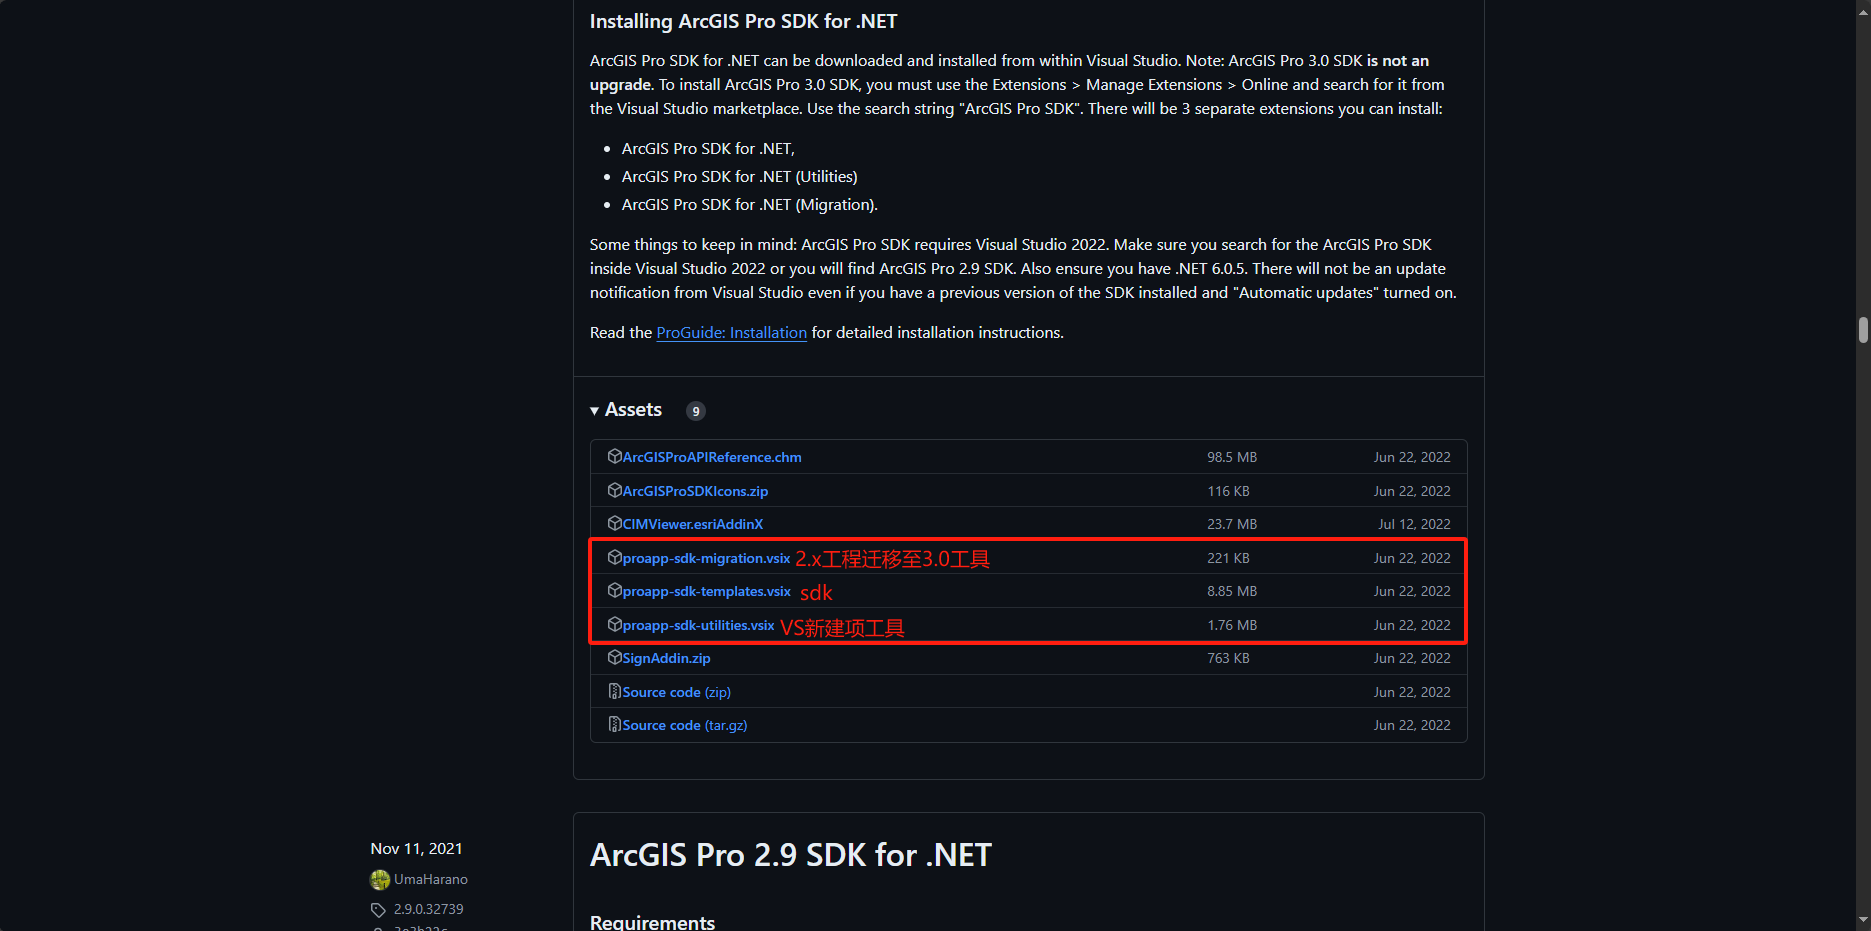 Installing ArcGIS Pro SDK for .NET
ArcGIS Pro SDK for .NET can be downloaded and installed from within Visual Studio. Note: ArcGIS Pro 3.0 SDK is not an
upgrade. To install ArcGIS Pro 3.0 SDK, you must use the Extensions > Manage Extensions > Online and search for it from
the Visual Studio marketplace. Use the search string "ArcGIS Pro SDK". There will be 3 separate extensions you can install:
• ArcGIS Pro SDK for .NET,
• ArcGIS Pro SDK for .NET (Utilities)
• ArcGIS Pro SDK for .NET (Migration).
Some things to keep in mind: ArcGIS Pro SDK requires Visual Studio 2022. Make sure you search for the ArcGIS Pro SDK
inside Visual Studio 2022 or you will find ArcGIS Pro 2.9 SDK. Also ensure you have .NET 6.0.5. There will not be an update
notification from Visual Studio even if you have a previous version of the SDK installed and "Automatic updates" turned on.
Read the ProGuide: Installation for detailed installation instructions.
Assets 9
ArcGISProAPIReference.chm 98.5 MB Jun 22, 2022
ArcGISProSDKIcons.zip 116 KB Jun 22, 2022
CIMViewer.esriAddinX 23.7 MB Jul 12, 2022
proapp-sdk-migration.vsix 2.x工程迁移至3.0工具 221 KB Jun 22, 2022
proapp-sdk-templates.vsix sdk 8.85 MB Jun 22, 2022
proapp-sdk-utilities.vsix VS新建项工具 1.76 MB Jun 22, 2022
SignAddin.zip 763 KB Jun 22, 2022
Source code (zip) Jun 22, 2022
Source code (tar.gz) Jun 22, 2022
Nov 11, 2021
UmaHarano
2.9.0.32739
ArcGIS Pro 2.9 SDK for .NET
Requirements